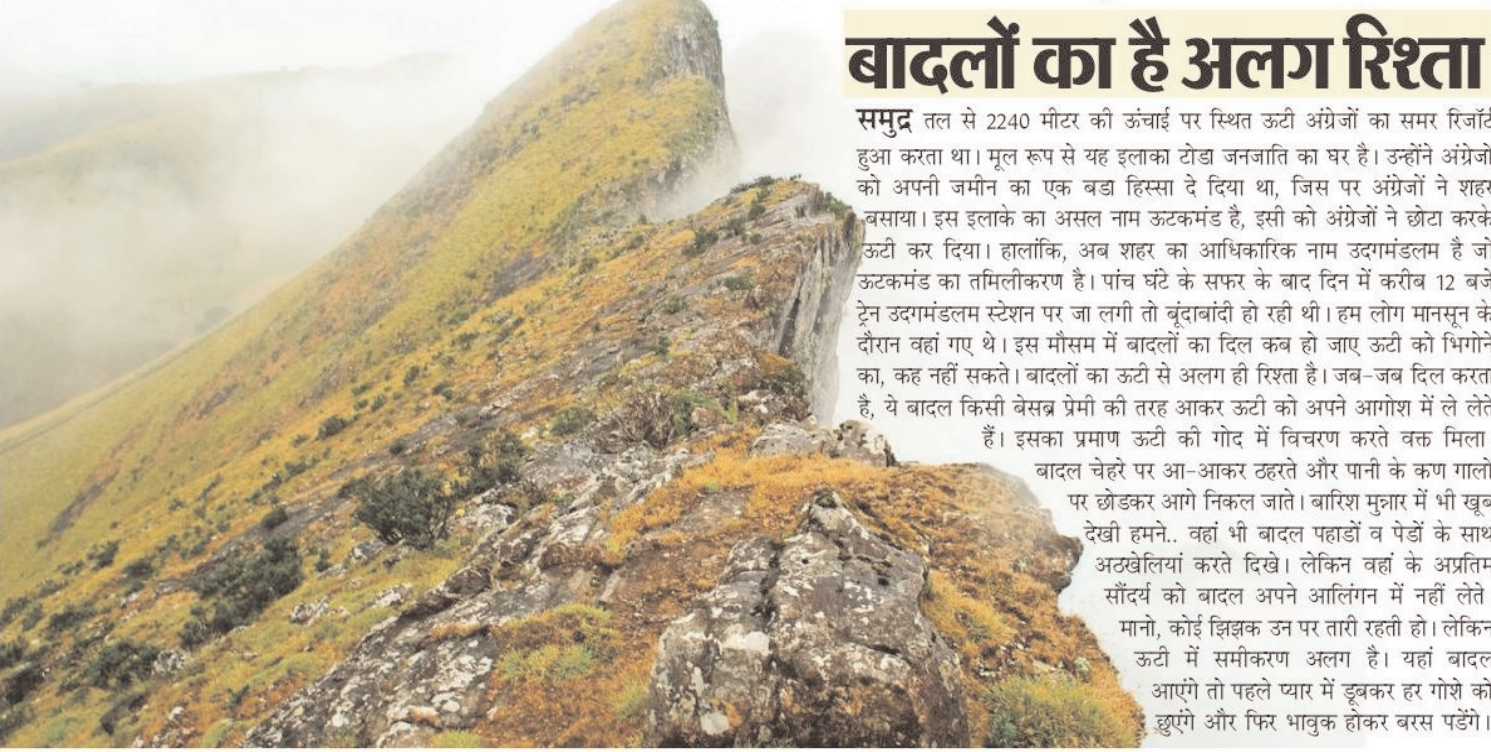 बादलों का है अलग रिश्ता
समुद्र तल से 2240 मीटर की ऊंचाई पर स्थित ऊटी अंग्रेजों का समर रिजॉर्ट
हुआ करता था। मूल रूप से यह इलाका टोडा जनजाति का घर है। उन्होंने अंग्रेजों
को अपनी जमीन का एक बडा हिस्सा दे दिया था, जिस पर अंग्रेजों ने शहर
बसाया। इस इलाके का असल नाम ऊटकमंड है, इसी को अंग्रेजों ने छोटा करके
ऊटी कर दिया। हालांकि, अब शहर का आधिकारिक नाम उदगमंडलम है जो
ऊटकमंड का तमिलीकरण है। पांच घंटे के सफर के बाद दिन में करीब 12 बजे
ट्रेन उदगमंडलम स्टेशन पर जा लगी तो बूंदाबांदी हो रही थी। हम लोग मानसून के
दौरान वहां गए थे। इस मौसम में बादलों का दिल कब हो जाए ऊटी को भिगोने
का, कह नहीं सकते। बादलों का ऊटी से अलग ही रिश्ता है। जब-जब दिल करता
है, ये बादल किसी बेसब्र प्रेमी की तरह आकर ऊटी को अपने आगोश में ले लेते
हैं। इसका प्रमाण ऊटी की गोद में विचरण करते वक्त मिला
बादल चेहरे पर आ-आकर ठहरते और पानी के कण गालों
पर छोडकर आगे निकल जाते। बारिश मुन्नार में भी खूब
देखी हमने.. वहां भी बादल पहाडों व पेडों के साथ
अठखेलियां करते दिखे। लेकिन वहां के अप्रतिम
सौंदर्य को बादल अपने आलिंगन में नहीं लेते
मानो, कोई झिझक उन पर तारी रहती हो। लेकिन
ऊटी में समीकरण अलग है। यहां बादल
आएंगे तो पहले प्यार में डूबकर हर गोशे को
छुएंगे और फिर भावुक होकर बरस पडेंगे।